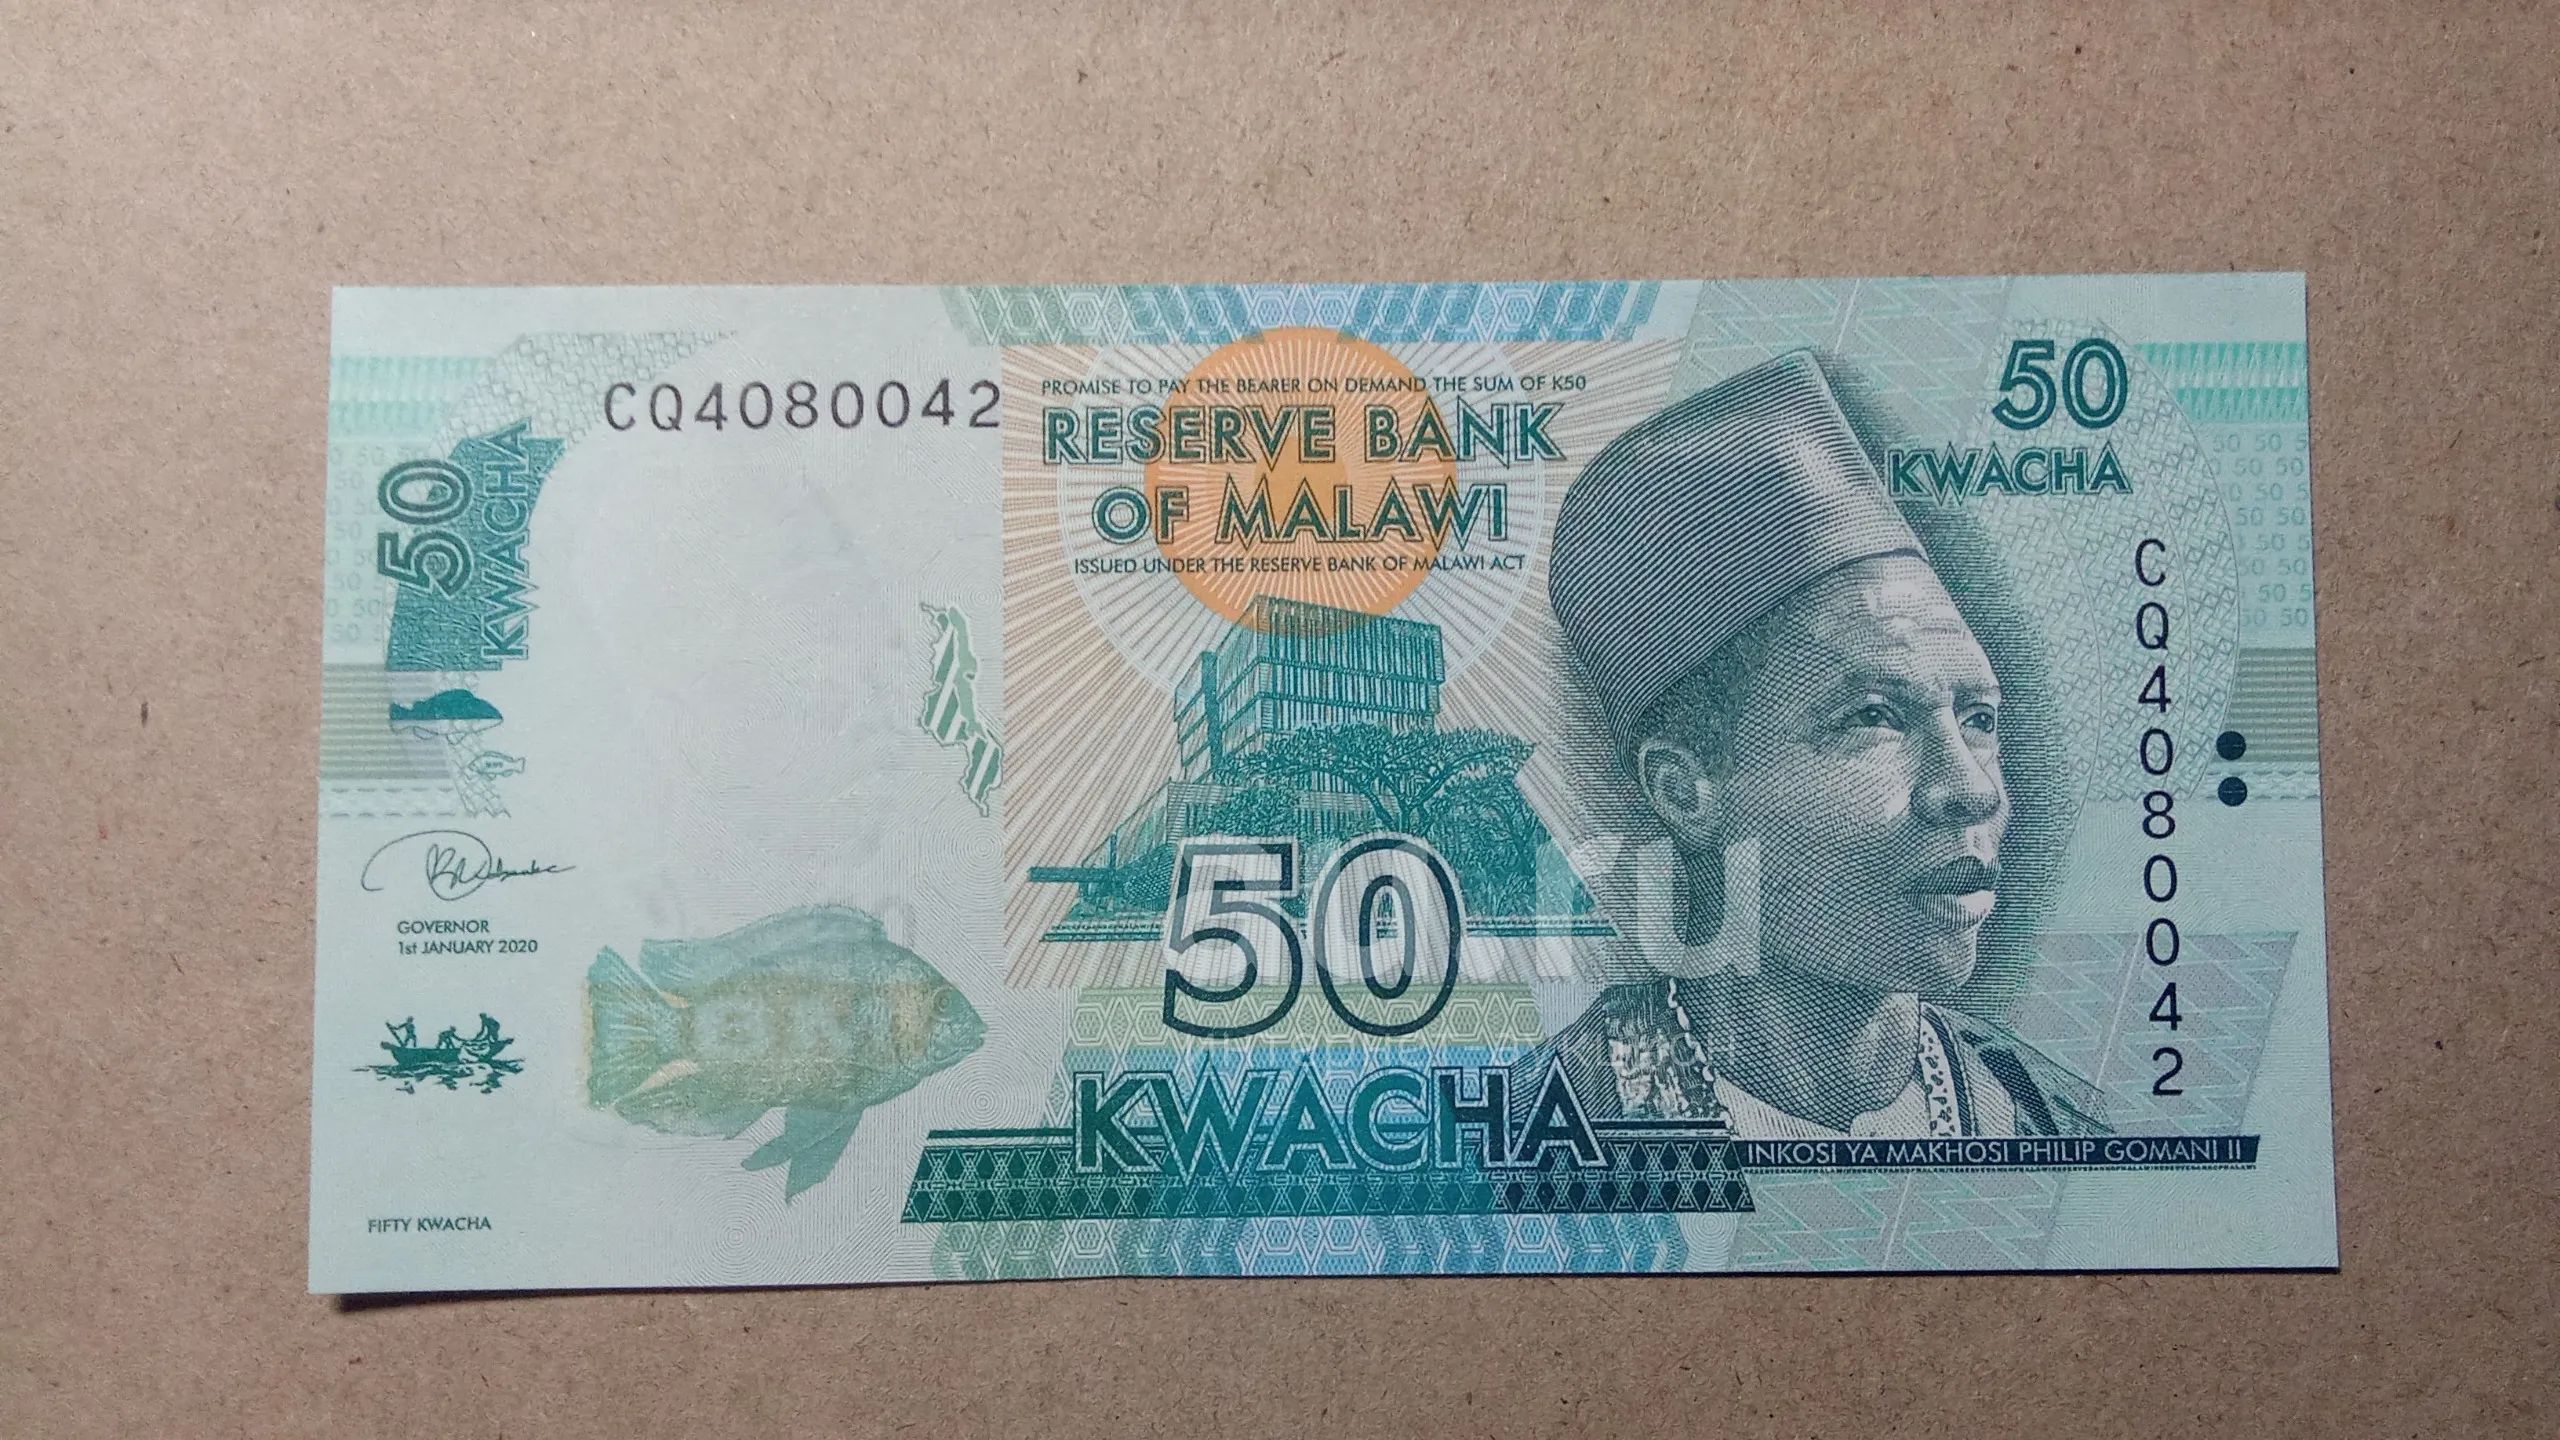 CQ4080042
50
KWACHA
GOVERNOR
1st JANUARY 2020
FIFTY KWACHA
PROMISE TO PAY THE BEARER ON DEMAND THE SUM OF K50
RESERVE BANK
OF MALAWI
ISSUED UNDER THE RESERVE BANK OF MALAWI ACT
50
KWACHA
50
KWACHA
CQ4080042
INKOSI YA MAKHOSI PHILIP GOMANI II